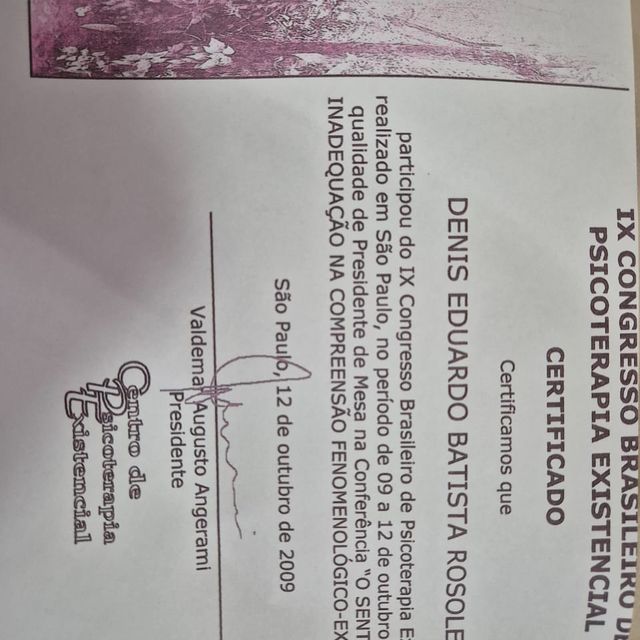 IX CONGRESSO BRASILEIRO
PSICOTERAPIA EXISTENCIAL
CERTIFICADO
Certificamos que
DENIS EDUARDO BATISTA ROSOLE
participou do IX Congresso Brasileiro de Psicoterapia E
realizado em São Paulo, no período de 09 a 12 de outubro
qualidade de Presidente de Mesa na Conferência "O SENT
INADEQUAÇÃO NA COMPREENSÃO FENOMENOLÓGICO-EX
São Paulo, 12 de outubro de 2009
Valdemar Augusto Angerami
Presidente
Centro de
Psicoterapia
Existencial